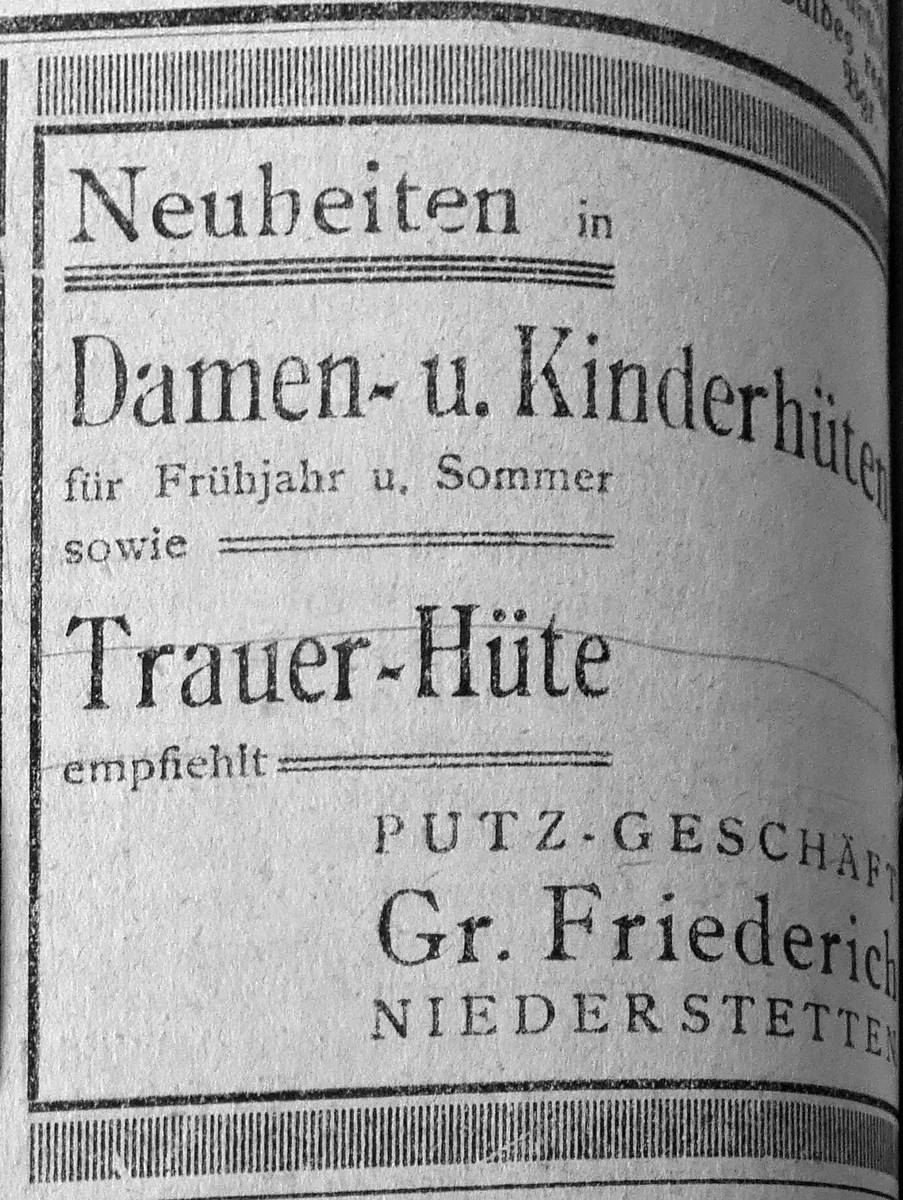 Neuheiten in
Damen- u. Kinderhüten
für Frühjahr u. Sommer
sowie
Trauer-Hüte
empfiehlt
PUTZ-GESCHÄFT
Gr. Friederich
NIEDERSTETTEN